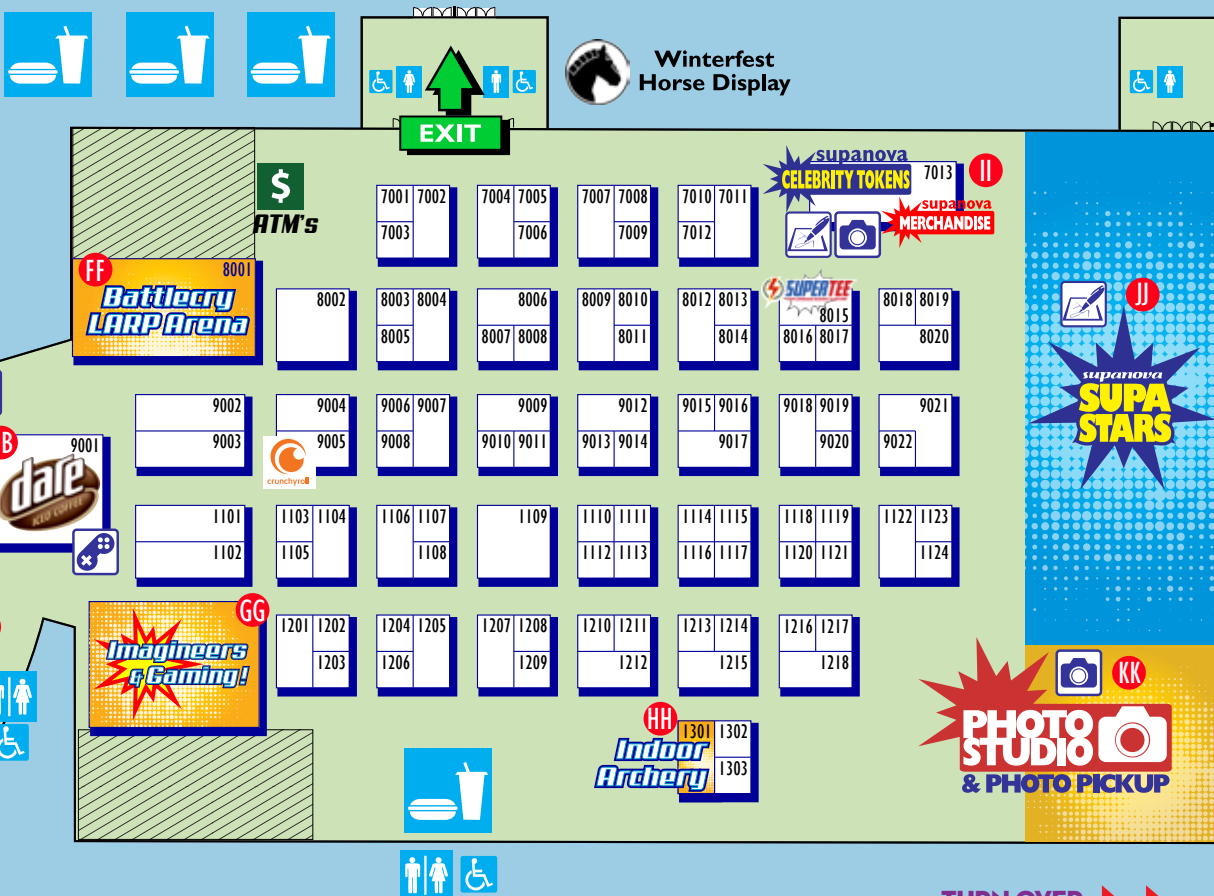 Winterfest
Horse Display
EXIT
$
ATM's
7001 7002
7003
7004 7005
7006
7007 7008
7009
7010 7011
7012
supanova
CELEBRITY TOKENS
7013
II
supanova
MERCHANDISE
FF
8001
Battlecry
LARP Arena
8002
8003 8004
8005
8006
8007 8008
8009 8010
8011
8012 8013
8014
SUPERTEE
8015
8016 8017
8018 8019
8020
JJ
supanova
SUPA
STARS
B
9001
dare
ICED COFFEE
9002
9003
9004
9005
crunchyroll
9006 9007
9008
9009
9010 9011
9012
9013 9014
9015 9016
9017
9018 9019
9020
9021
9022
1101
1102
1103 1104
1105
1106 1107
1108
1109
1110 1111
1112 1113
1114 1115
1116 1117
1118 1119
1120 1121
1122 1123
1124
GG
Imagineers
& Gaming!
1201 1202
1203
1204 1205
1206
1207 1208
1209
1210 1211
1212
1213 1214
1215
1216 1217
1218
HH
1301 1302
1303
Indoor
Archery
KK
PHOTO
STUDIO
& PHOTO PICKUP
TURN OVER